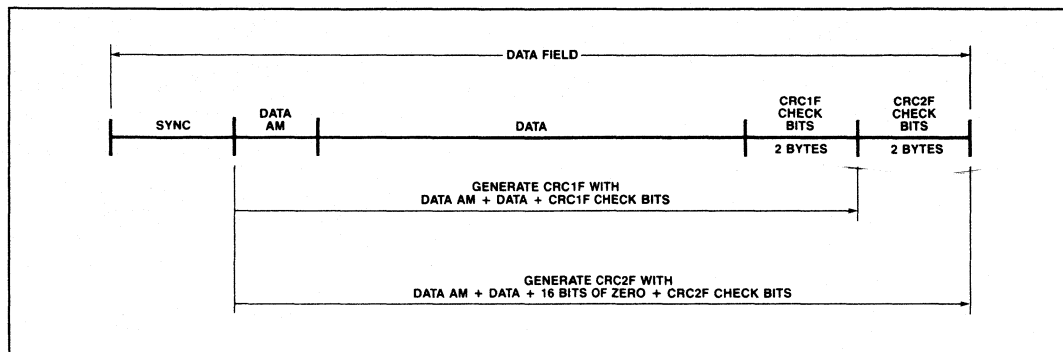 DATA FIELD
SYNC
DATA
AM
DATA
CRC1F
CHECK
BITS
2 BYTES
CRC2F
CHECK
BITS
2 BYTES
GENERATE CRC1F WITH
DATA AM + DATA + CRC1F CHECK BITS
GENERATE CRC2F WITH
DATA AM + DATA + 16 BITS OF ZERO + CRC2F CHECK BITS